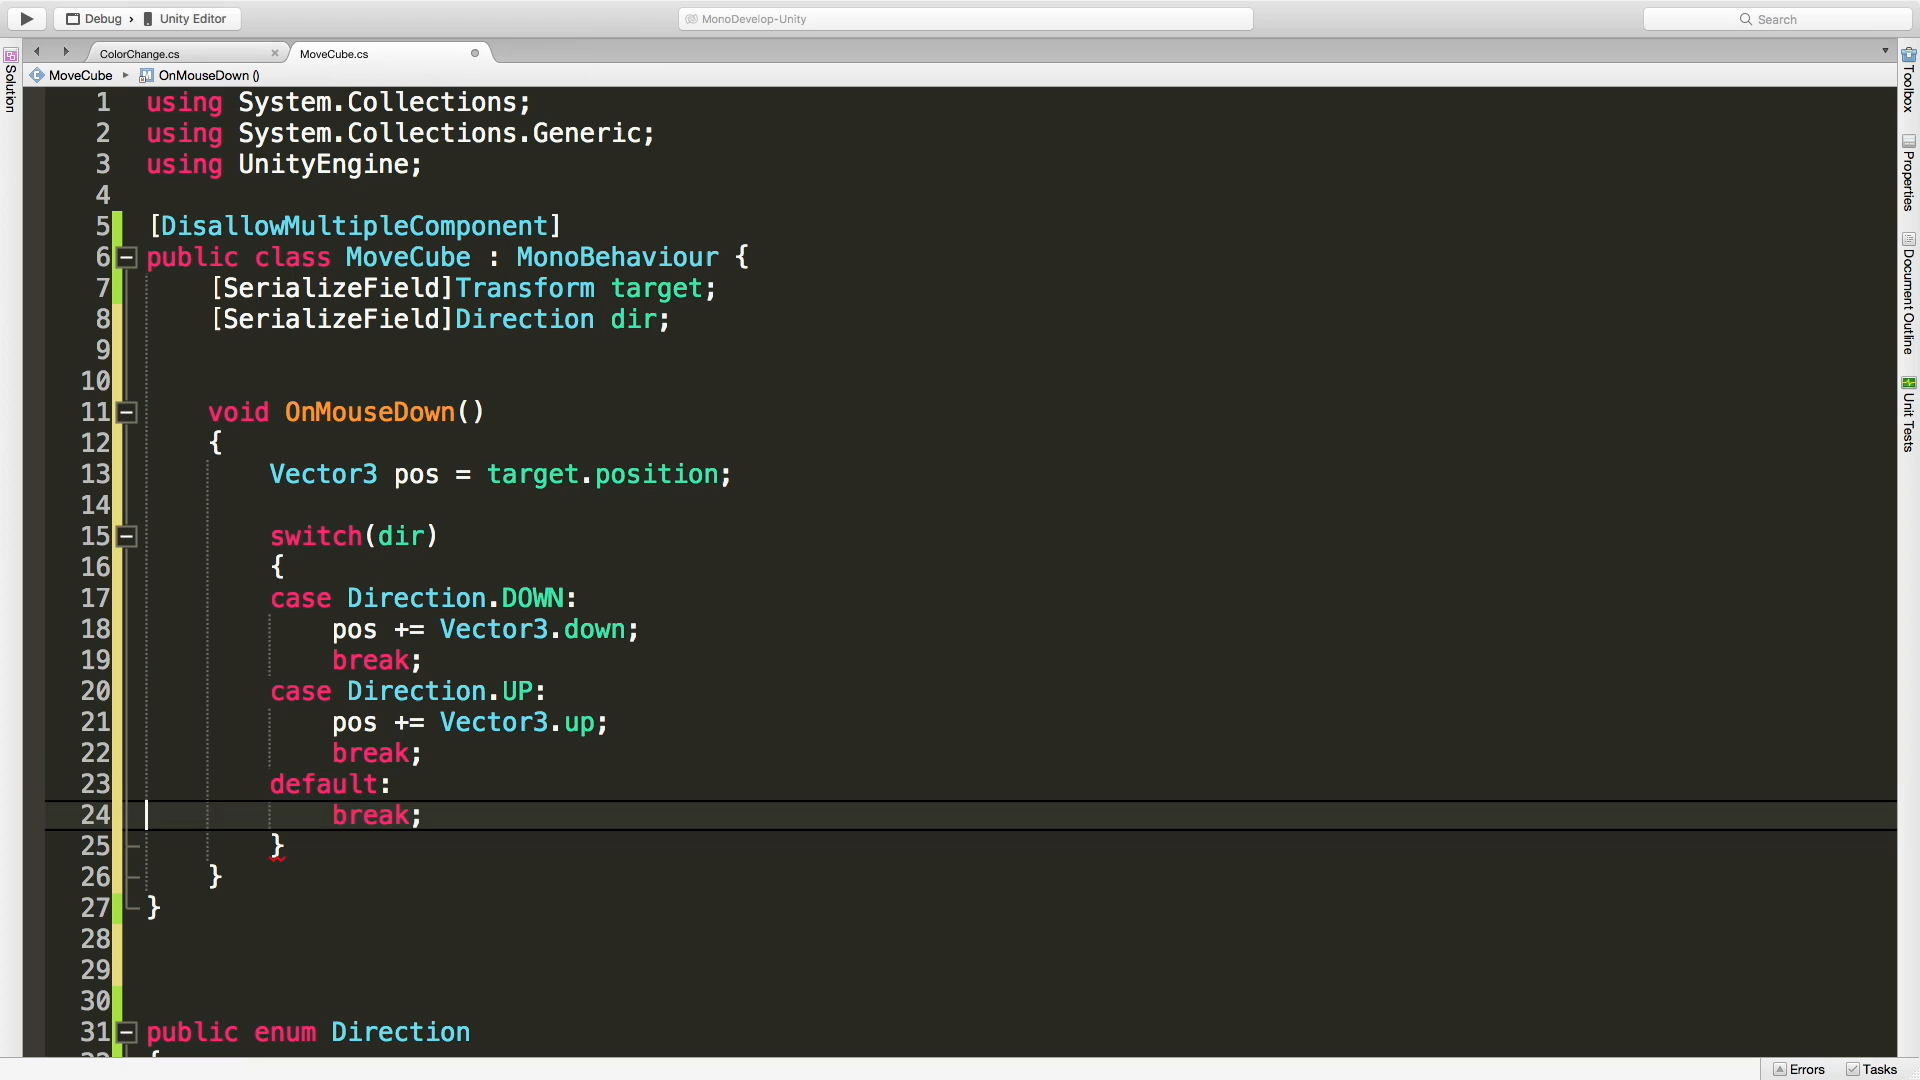 Debug › Unity Editor
MonoDevelop-Unity
Search
ColorChange.cs
MoveCube.cs
MoveCube
OnMouseDown ()
Solution
Toolbox
Properties
Document Outline
Unit Tests
1 using System.Collections;
2 using System.Collections.Generic;
3 using UnityEngine;
4
5 [DisallowMultipleComponent]
6 public class MoveCube : MonoBehaviour {
7 [SerializeField]Transform target;
8 [SerializeField]Direction dir;
9
10
11 void OnMouseDown()
12 {
13 Vector3 pos = target.position;
14
15 switch(dir)
16 {
17 case Direction.DOWN:
18 pos += Vector3.down;
19 break;
20 case Direction.UP:
21 pos += Vector3.up;
22 break;
23 default:
24 break;
25 }
26 }
27 }
28
29
30
31 public enum Direction
Errors
Tasks